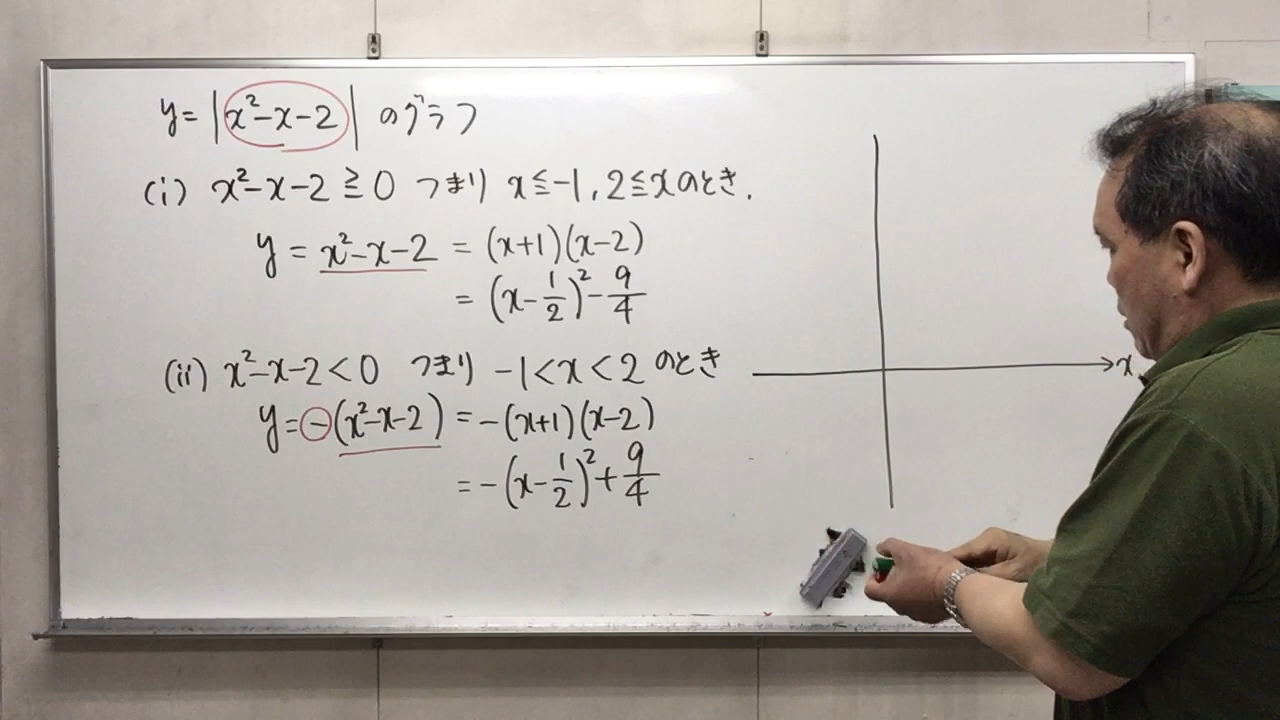 y = |x²-x-2| のグラフ
(i) x²-x-2 ≧ 0 つまり x≦-1, 2≦xのとき.
y = x²-x-2 = (x+1)(x-2)
= (x-1/2)²-9/4
(ii) x²-x-2<0 つまり -1<x<2 のとき
y=-(x²-x-2) = -(x+1)(x-2)
= -(x-1/2)²+9/4
x